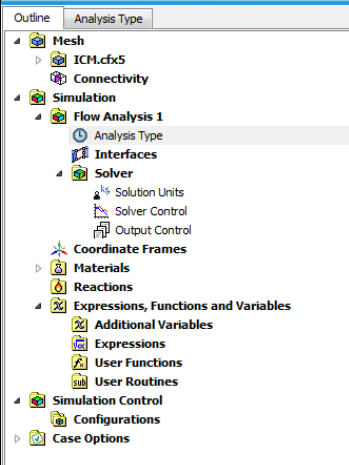 Outline Analysis Type
Mesh
ICM.cfx5
Connectivity
Simulation
Flow Analysis 1
Analysis Type
Interfaces
Solver
Solution Units
Solver Control
Output Control
Coordinate Frames
Materials
Reactions
Expressions, Functions and Variables
Additional Variables
Expressions
User Functions
User Routines
Simulation Control
Configurations
Case Options